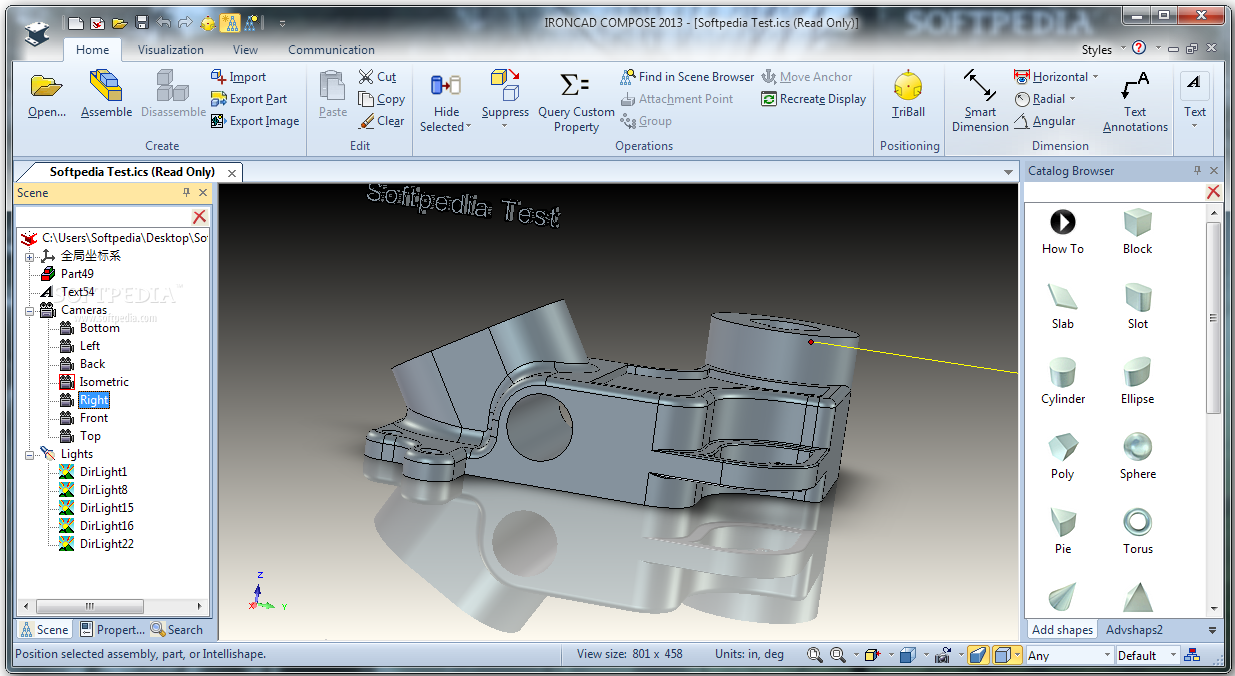 IRONCAD COMPOSE 2013 - [Softpedia Test.ics (Read Only)]
SOFTPEDIA
Home Visualization View Communication Styles
Open... Assemble Disassemble
Import
Export Part
Export Image
Create
Paste
Cut
Copy
Clear
Edit
Hide Selected
Suppress
Query Custom Property
Find in Scene Browser
Attachment Point
Group
Move Anchor
Recreate Display
Operations
TriBall
Positioning
Smart Dimension
Horizontal
Radial
Angular
Text Annotations
Dimension
Text
Softpedia Test.ics (Read Only)
Scene
C:\Users\Softpedia\Desktop\Sof
全局坐标系
Part49
Text54
SOFTPEDIA™
www.softpedia.com
Cameras
Bottom
Left
Back
Isometric
Right
Front
Top
Lights
DirLight1
DirLight8
DirLight15
DirLight16
DirLight22
Scene Propert... Search
Softpedia Test
Z
X Y
Catalog Browser
How To Block
Slab Slot
Cylinder Ellipse
Poly Sphere
Pie Torus
Add shapes Advshaps2
Position selected assembly, part, or Intellishape.
View size: 801 x 458
Units: in, deg
Any
Default